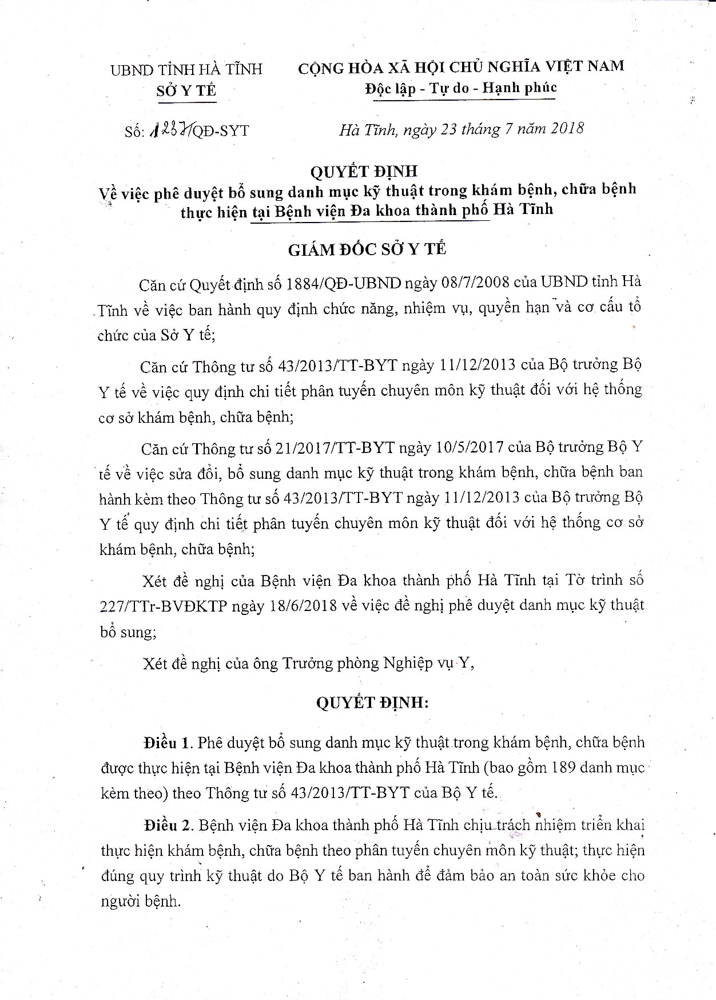 UBND TỈNH HÀ TĨNH
SỞ Y TẾ
CỘNG HÒA XÃ HỘI CHỦ NGHĨA VIỆT NAM
Độc lập - Tự do - Hạnh phúc
Số: /QĐ-SYT
Hà Tĩnh, ngày 23 tháng 7 năm 2018
QUYẾT ĐỊNH
Về việc phê duyệt bổ sung danh mục kỹ thuật trong khám bệnh, chữa bệnh
thực hiện tại Bệnh viện Đa khoa thành phố Hà Tĩnh
GIÁM ĐỐC SỞ Y TẾ
Căn cứ Quyết định số 1884/QĐ-UBND ngày 08/7/2008 của UBND tỉnh Hà
Tĩnh về việc ban hành quy định chức năng, nhiệm vụ, quyền hạn và cơ cấu tổ
chức của Sở Y tế;
Căn cứ Thông tư số 43/2013/TT-BYT ngày 11/12/2013 của Bộ trưởng Bộ
Y tế về việc quy định chi tiết phân tuyến chuyên môn kỹ thuật đối với hệ thống
cơ sở khám bệnh, chữa bệnh;
Căn cứ Thông tư số 21/2017/TT-BYT ngày 10/5/2017 của Bộ trưởng Bộ Y
tế về việc sửa đổi, bổ sung danh mục kỹ thuật trong khám bệnh, chữa bệnh ban
hành kèm theo Thông tư số 43/2013/TT-BYT ngày 11/12/2013 của Bộ trưởng Bộ
Y tế quy định chi tiết phân tuyến chuyên môn kỹ thuật đối với hệ thống cơ sở
khám bệnh, chữa bệnh;
Xét đề nghị của Bệnh viện Đa khoa thành phố Hà Tĩnh tại Tờ trình số
227/TTr-BVĐKTP ngày 18/6/2018 về việc đề nghị phê duyệt danh mục kỹ thuật
bổ sung;
Xét đề nghị của ông Trưởng phòng Nghiệp vụ Y,
QUYẾT ĐỊNH:
Điều 1. Phê duyệt bổ sung danh mục kỹ thuật trong khám bệnh, chữa bệnh
được thực hiện tại Bệnh viện Đa khoa thành phố Hà Tĩnh (bao gồm 189 danh mục
kèm theo) theo Thông tư số 43/2013/TT-BYT của Bộ Y tế.
Điều 2. Bệnh viện Đa khoa thành phố Hà Tĩnh chịu trách nhiệm triển khai
thực hiện khám bệnh, chữa bệnh theo phân tuyến chuyên môn kỹ thuật; thực hiện
đúng quy trình kỹ thuật do Bộ Y tế ban hành để đảm bảo an toàn sức khỏe cho
người bệnh.